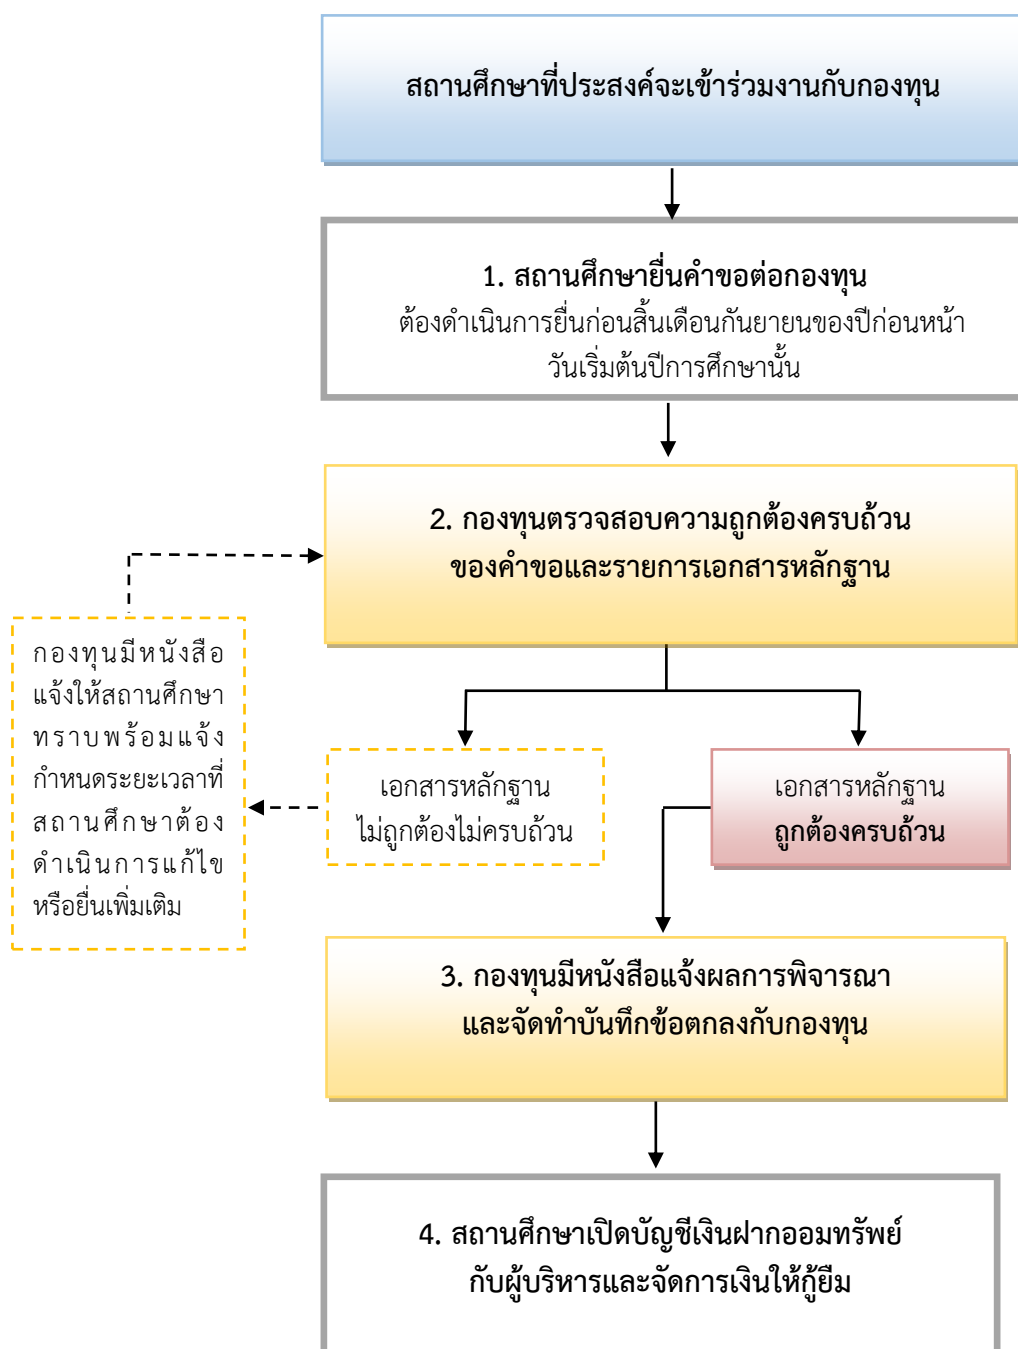 สถานศึกษาที่ประสงค์จะเข้าร่วมงานกับกองทุน
1. สถานศึกษายื่นคำขอต่อกองทุน
ต้องดำเนินการยื่นก่อนสิ้นเดือนกันยายนของปีก่อนหน้า
วันเริ่มต้นปีการศึกษานั้น
2. กองทุนตรวจสอบความถูกต้องครบถ้วน
ของคำขอและรายการเอกสารหลักฐาน
กองทุนมีหนังสือ
แจ้งให้สถานศึกษา
ทราบพร้อมแจ้ง
กำหนดระยะเวลาที่
สถานศึกษาต้อง
ดำเนินการแก้ไข
หรือยื่นเพิ่มเติม
เอกสารหลักฐาน
ไม่ถูกต้องไม่ครบถ้วน
เอกสารหลักฐาน
ถูกต้องครบถ้วน
3. กองทุนมีหนังสือแจ้งผลการพิจารณา
และจัดทำบันทึกข้อตกลงกับกองทุน
4. สถานศึกษาเปิดบัญชีเงินฝากออมทรัพย์
กับผู้บริหารและจัดการเงินให้กู้ยืม